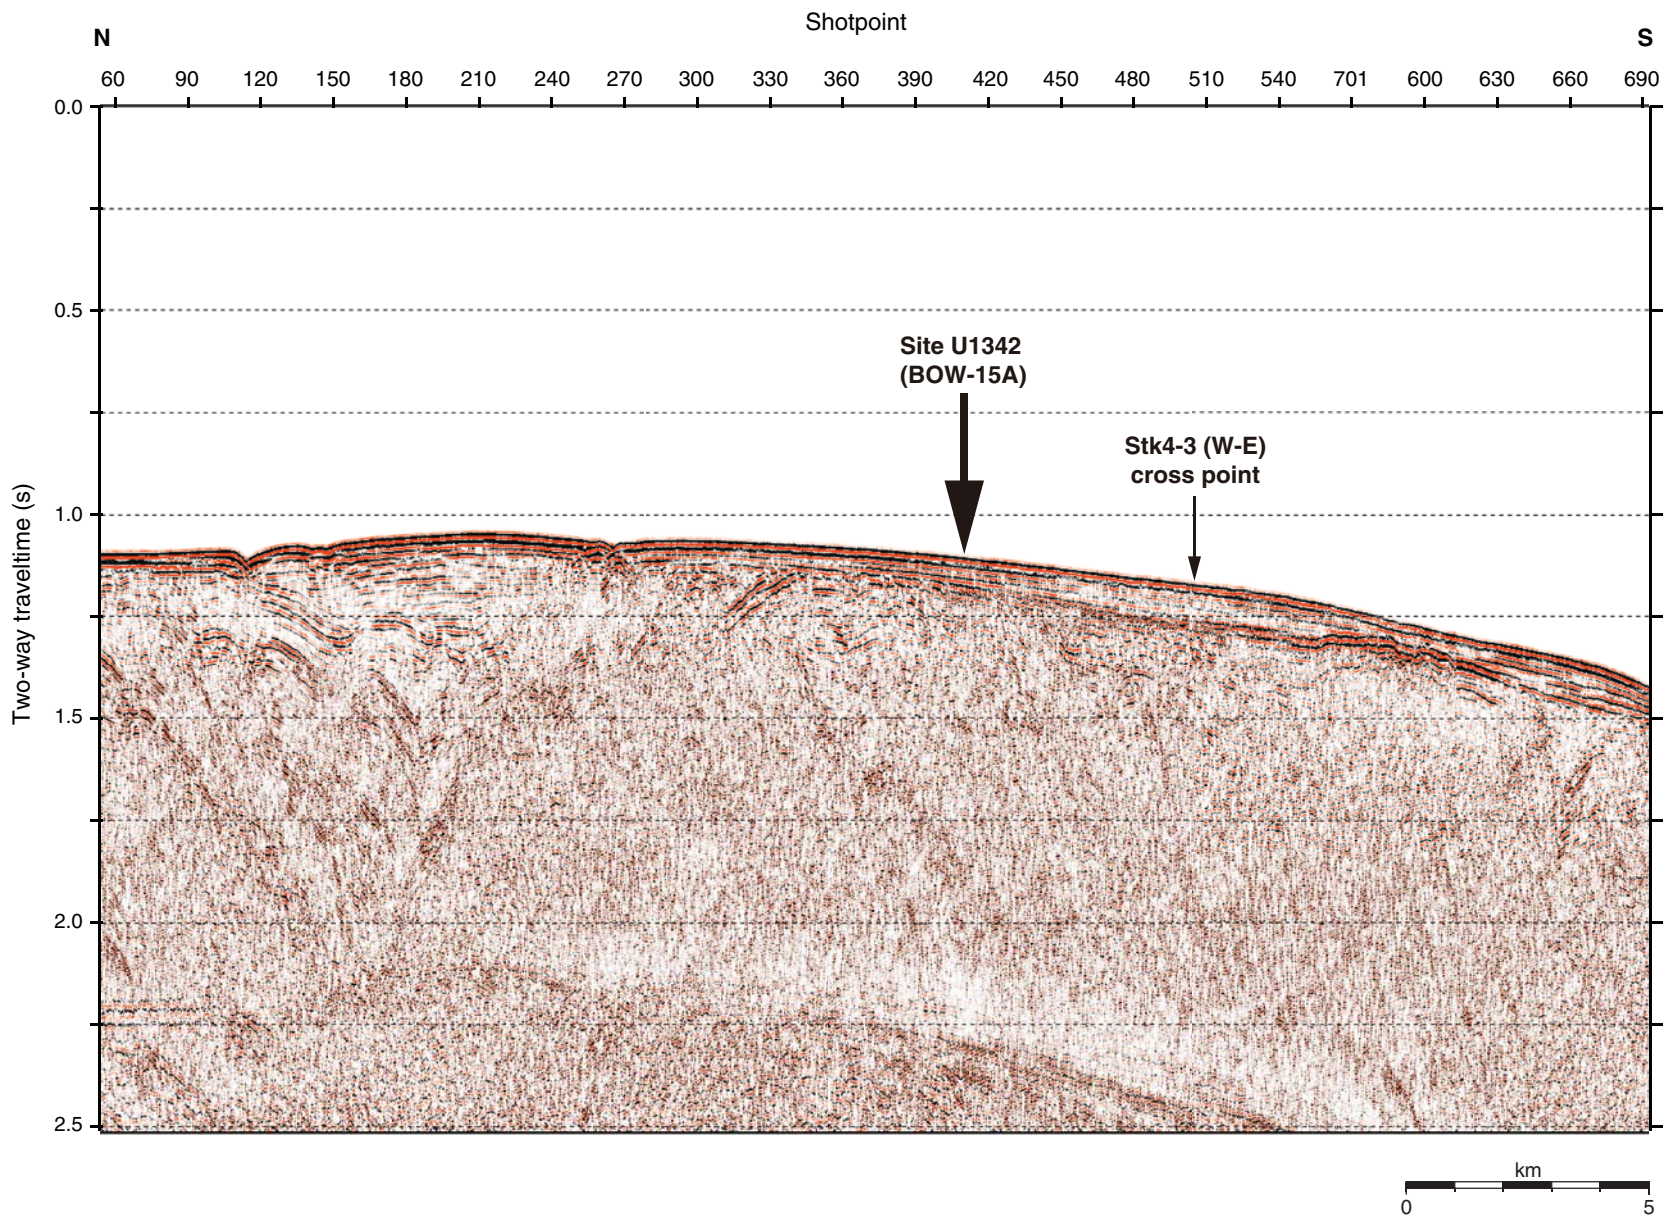 Shotpoint
N S
60 90 120 150 180 210 240 270 300 330 360 390 420 450 480 510 540 701 600 630 660 690
0.0
0.5
Site U1342
(BOW-15A)
Stk4-3 (W-E)
cross point
1.0
Two-way traveltime (s)
1.5
2.0
2.5
km
0 5